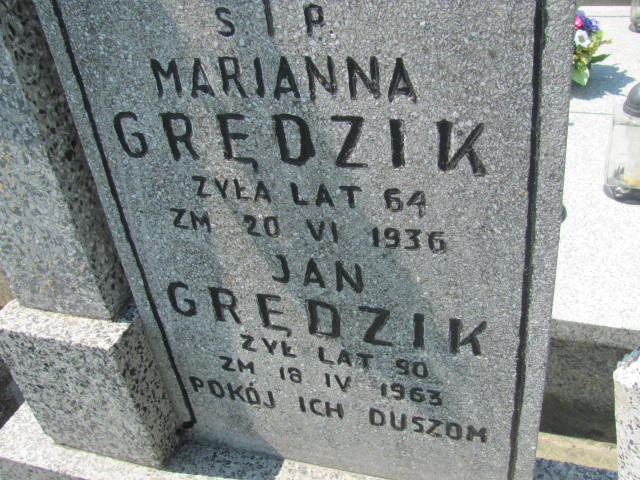 Ś P
MARIANNA
GRĘDZIK
ŻYŁA LAT 64
ZM 20 VI 1936
JAN
GRĘDZIK
ŻYŁ LAT 90
ZM 18 IV 1963
POKÓJ ICH DUSZOM